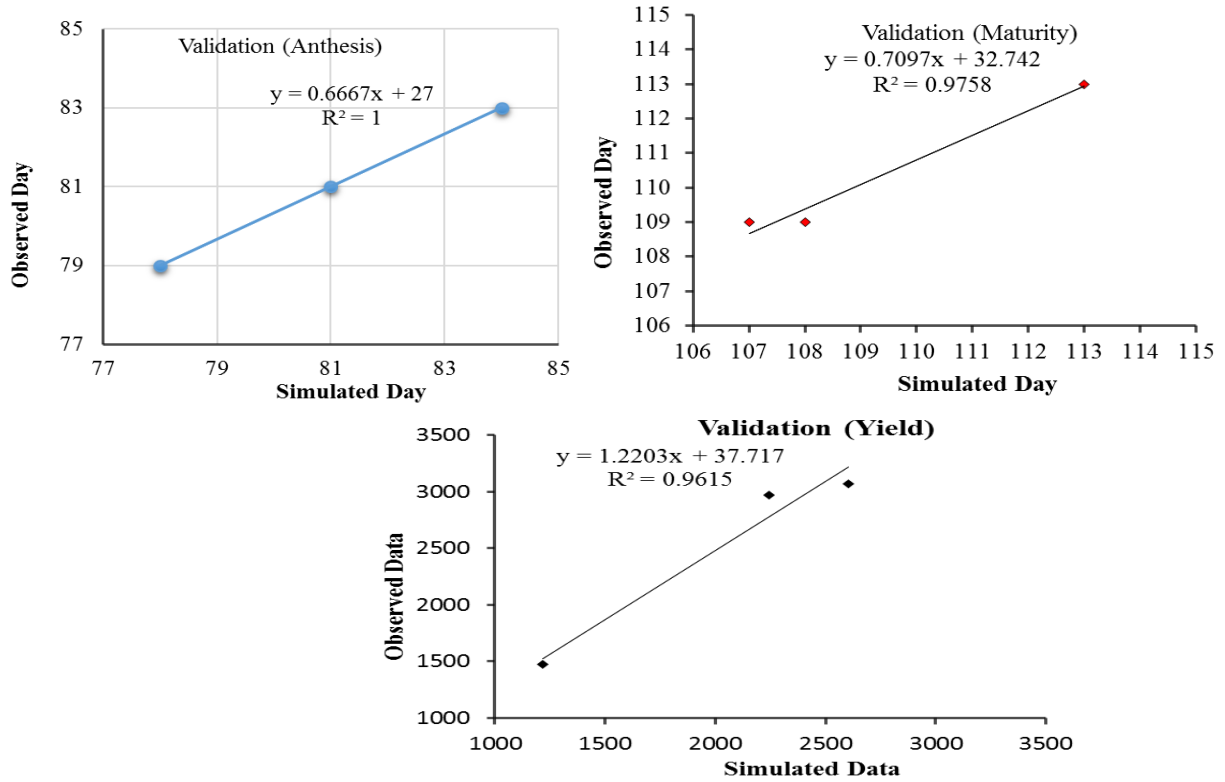 Validation (Anthesis)
y = 0.6667x + 27
R² = 1
85
83
81
79
77
77 79 81 83 85
Observed Day
Simulated Day
Validation (Maturity)
y = 0.7097x + 32.742
R² = 0.9758
115
114
113
112
111
110
109
108
107
106
106 107 108 109 110 111 112 113 114 115
Observed Day
Simulated Day
Validation (Yield)
y = 1.2203x + 37.717
R² = 0.9615
3500
3000
2500
2000
1500
1000
1000 1500 2000 2500 3000 3500
Observed Data
Simulated Data